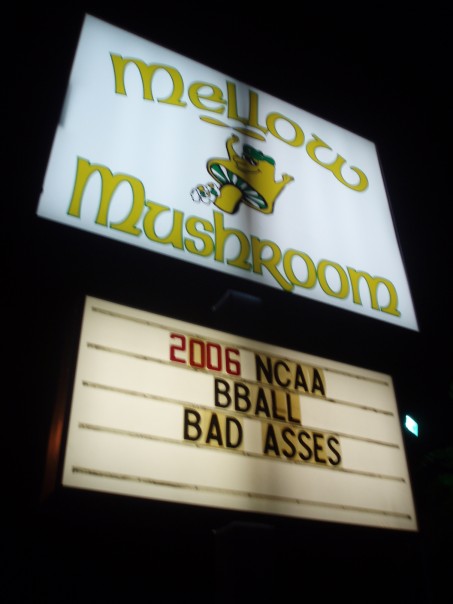 mellow
mushroom
2006 NCAA
BBALL
BAD ASSES